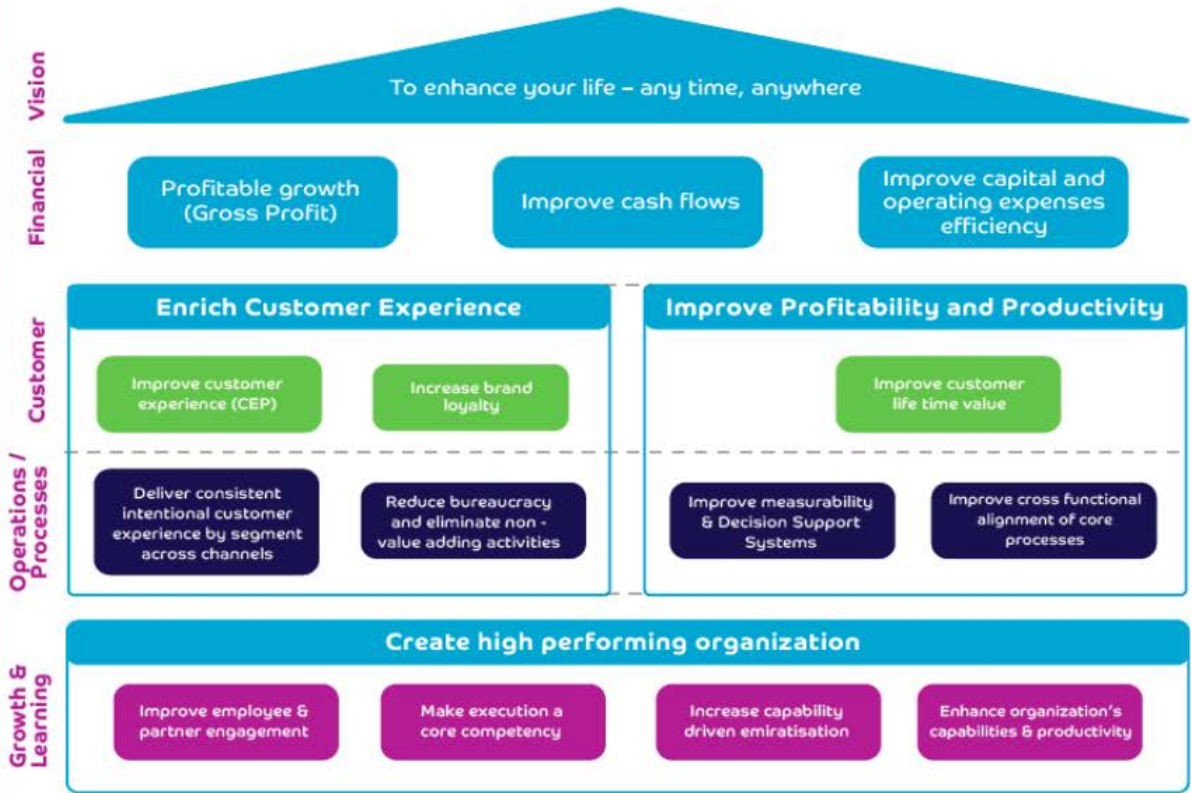 Vision
To enhance your life – any time, anywhere
Financial
Profitable growth
(Gross Profit)
Improve cash flows
Improve capital and
operating expenses
efficiency
Customer
Enrich Customer Experience
Improve customer
experience (CEP)
Increase brand
loyalty
Improve Profitability and Productivity
Improve customer
life time value
Operations /
Processes
Deliver consistent
intentional customer
experience by segment
across channels
Reduce bureaucracy
and eliminate non -
value adding activities
Improve measurability
& Decision Support
Systems
Improve cross functional
alignment of core
processes
Growth &
Learning
Create high performing organization
Improve employee &
partner engagement
Make execution a
core competency
Increase capability
driven emiratisation
Enhance organization's
capabilities & productivity